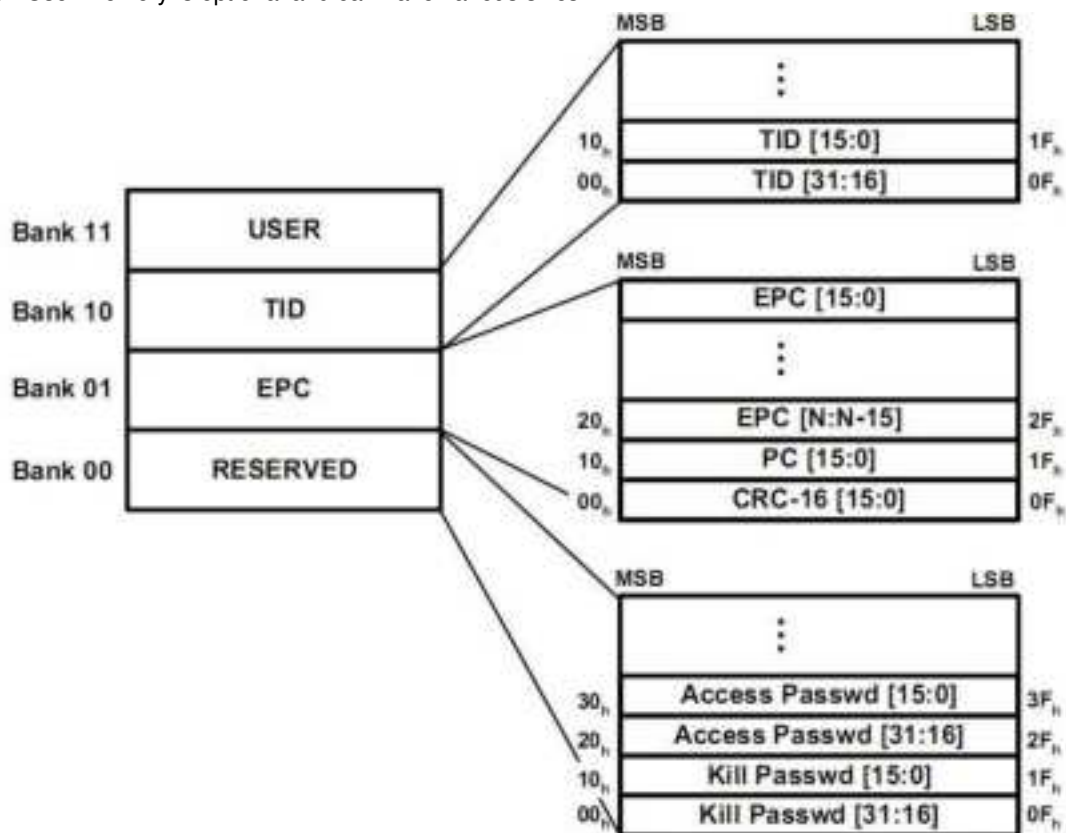 is optional and
MSB LSB
10h TID [15:0] 1Fh
00h TID [31:16] 0Fh
Bank 11 USER
Bank 10 TID
Bank 01 EPC
Bank 00 RESERVED
MSB LSB
EPC [15:0]
20h EPC [N:N-15] 2Fh
10h PC [15:0] 1Fh
00h CRC-16 [15:0] 0Fh
MSB LSB
30h Access Passwd [15:0] 3Fh
20h Access Passwd [31:16] 2Fh
10h Kill Passwd [15:0] 1Fh
00h Kill Passwd [31:16] 0Fh